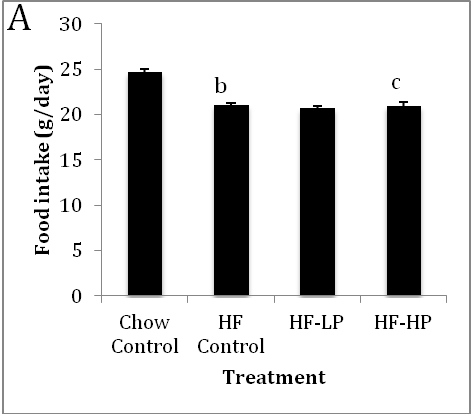 A
30
25
20
15
10
5
0
Food intake (g/day)
b
c
Chow Control
HF Control
HF-LP
HF-HP
Treatment